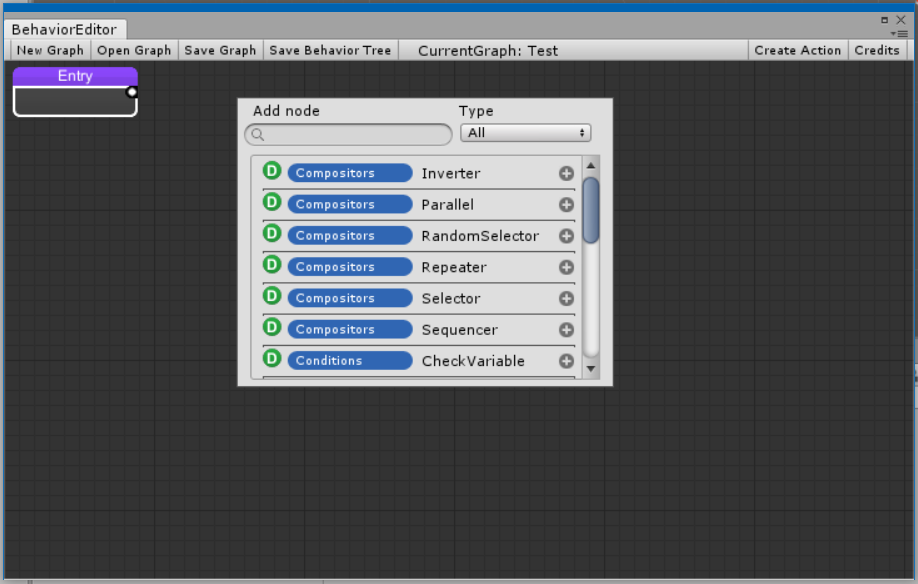 BehaviorEditor
New Graph Open Graph Save Graph Save Behavior Tree CurrentGraph: Test Create Action Credits
Entry
Add node Type
All
D Compositors Inverter
D Compositors Parallel
D Compositors RandomSelector
D Compositors Repeater
D Compositors Selector
D Compositors Sequencer
D Conditions CheckVariable